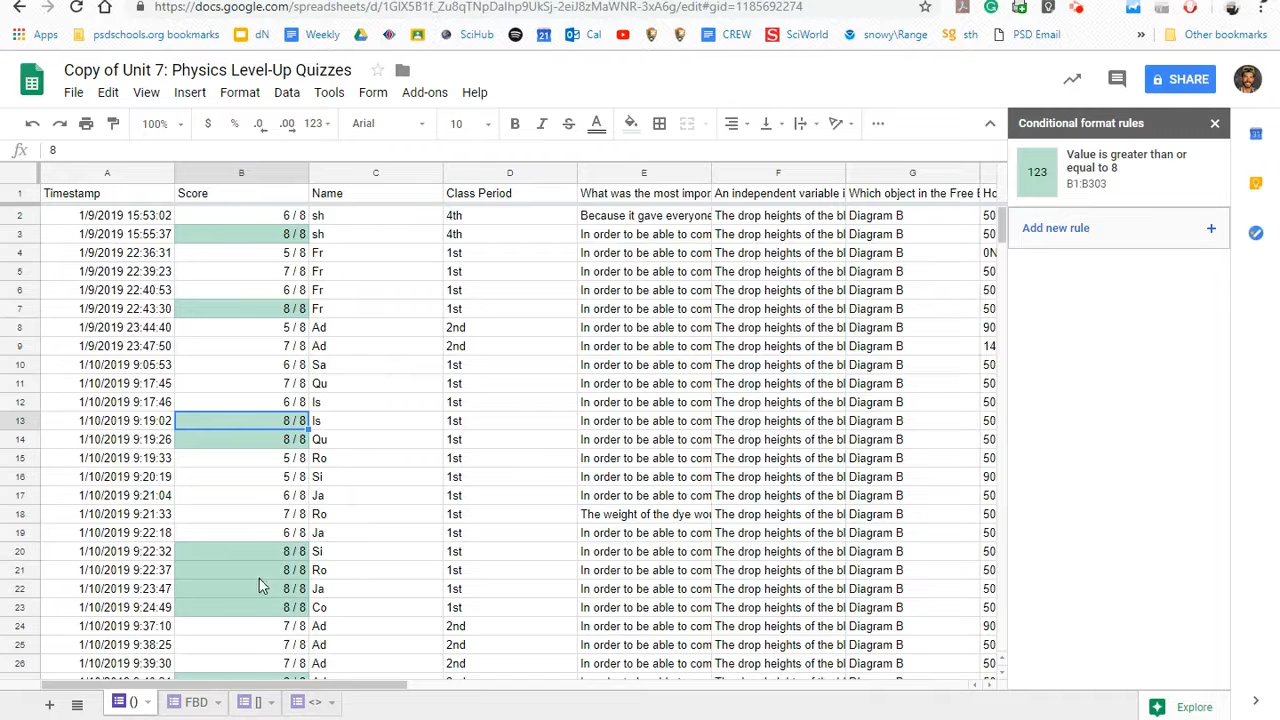 https://docs.google.com/spreadsheets/d/1GlX5B1f_Zu8qTNpDaIhp9UkSj-2eiJ8zMaWNR-3xA6g/edit#gid=1185692274
Apps psdschools.org bookmarks dN Weekly SciHub Cal CREW SciWorld snowy\Range sth PSD Email » Other bookmarks
Copy of Unit 7: Physics Level-Up Quizzes
SHARE
File Edit View Insert Format Data Tools Form Add-ons Help
100% $ % .0 .00 123 Arial 10 B I S A
Conditional format rules
fx 8
123 Value is greater than or equal to 8
B1:B303
Add new rule +
A B C D E F G
1 Timestamp Score Name Class Period What was the most impor An independent variable i Which object in the Free E Ho
2 1/9/2019 15:53:02 6 / 8 sh 4th Because it gave everyone The drop heights of the bl Diagram B 50
3 1/9/2019 15:55:37 8 / 8 sh 4th In order to be able to com The drop heights of the bl Diagram B 50
4 1/9/2019 22:36:31 5 / 8 Fr 1st In order to be able to com The drop heights of the bl Diagram B 0N
5 1/9/2019 22:39:23 7 / 8 Fr 1st In order to be able to com The drop heights of the bl Diagram B 50
6 1/9/2019 22:40:53 6 / 8 Fr 1st In order to be able to com The drop heights of the bl Diagram B 50
7 1/9/2019 22:43:30 8 / 8 Fr 1st In order to be able to com The drop heights of the bl Diagram B 50
8 1/9/2019 23:44:40 5 / 8 Ad 2nd In order to be able to com The drop heights of the bl Diagram B 90
9 1/9/2019 23:47:50 7 / 8 Ad 2nd In order to be able to com The drop heights of the bl Diagram B 14
10 1/10/2019 9:05:53 6 / 8 Sa 1st In order to be able to com The drop heights of the bl Diagram B 50
11 1/10/2019 9:17:45 7 / 8 Qu 1st In order to be able to com The drop heights of the bl Diagram B 50
12 1/10/2019 9:17:46 6 / 8 Is 1st In order to be able to com The drop heights of the bl Diagram B 50
13 1/10/2019 9:19:02 8 / 8 Is 1st In order to be able to com The drop heights of the bl Diagram B 50
14 1/10/2019 9:19:26 8 / 8 Qu 1st In order to be able to com The drop heights of the bl Diagram B 50
15 1/10/2019 9:19:33 5 / 8 Ro 1st In order to be able to com The drop heights of the bl Diagram B 50
16 1/10/2019 9:20:19 5 / 8 Si 1st In order to be able to com The drop heights of the bl Diagram B 50
17 1/10/2019 9:21:04 6 / 8 Ja 1st In order to be able to com The drop heights of the bl Diagram B 50
18 1/10/2019 9:21:33 7 / 8 Ro 1st The weight of the dye wou The drop heights of the bl Diagram B 50
19 1/10/2019 9:22:18 6 / 8 Ja 1st In order to be able to com The drop heights of the bl Diagram B 50
20 1/10/2019 9:22:32 8 / 8 Si 1st In order to be able to com The drop heights of the bl Diagram B 50
21 1/10/2019 9:22:37 8 / 8 Ro 1st In order to be able to com The drop heights of the bl Diagram B 50
22 1/10/2019 9:23:47 8 / 8 Ja 1st In order to be able to com The drop heights of the bl Diagram B 50
23 1/10/2019 9:24:49 8 / 8 Co 1st In order to be able to com The drop heights of the bl Diagram B 50
24 1/10/2019 9:37:10 7 / 8 Ad 2nd In order to be able to com The drop heights of the bl Diagram B 90
25 1/10/2019 9:38:25 7 / 8 Ad 2nd In order to be able to com The drop heights of the bl Diagram B 50
26 1/10/2019 9:39:30 7 / 8 Ad 2nd In order to be able to com The drop heights of the bl Diagram B 50
+ () FBD [] <> Explore